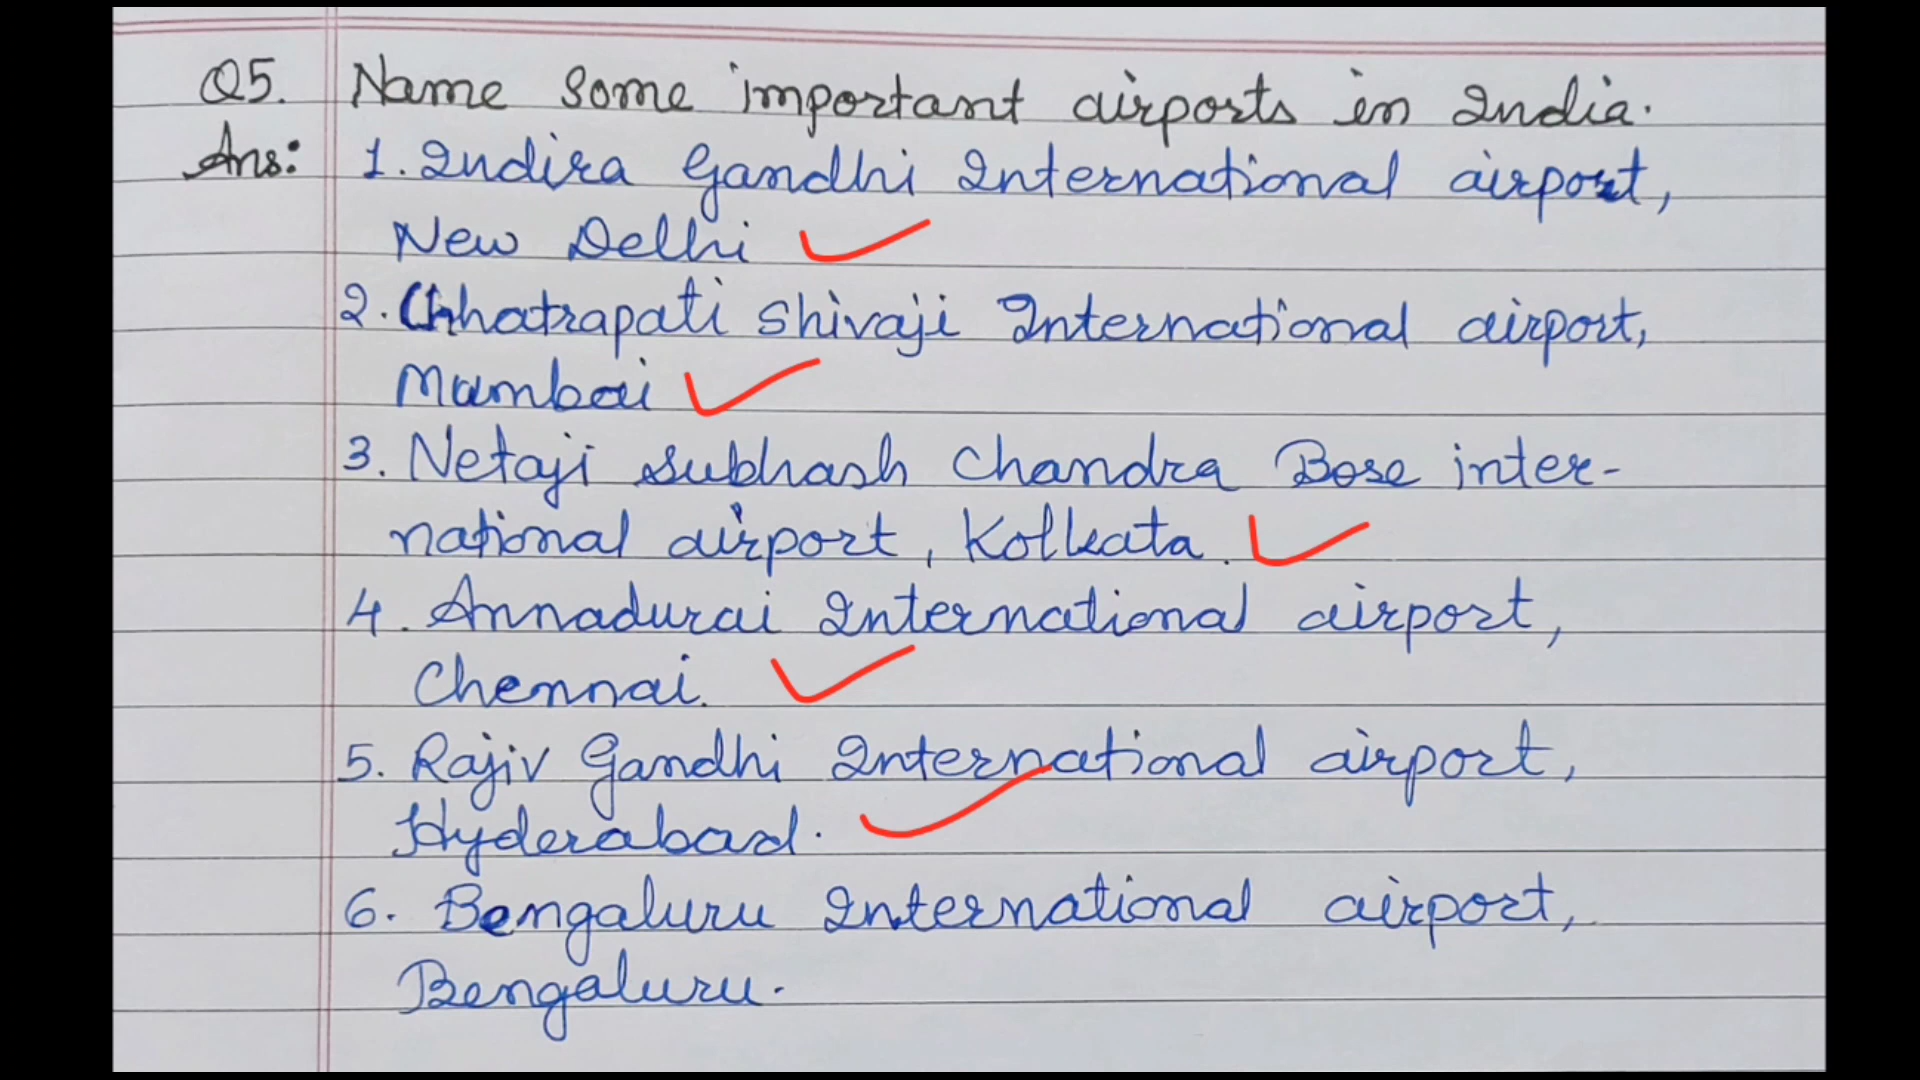 Q5. Name some important airports in India.
Ans: 1. Indira Gandhi International airport,
New Delhi
2. Chhatrapati Shivaji International airport,
Mumbai
3. Netaji Subhash Chandra Bose inter-
national airport, Kolkata.
4. Annadurai International airport,
Chennai.
5. Rajiv Gandhi International airport,
Hyderabad.
6. Bengaluru International airport,
Bengaluru.